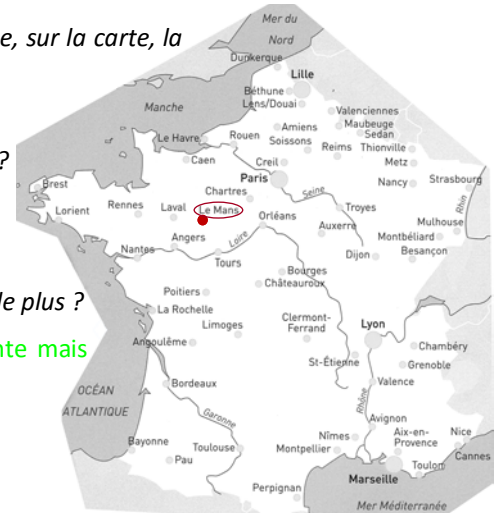 e, sur la carte, la
?
le plus ?
nte mais
Mer du
Nord
Dunkerque
Lille
Béthune
Lens/Douai
Valenciennes
Manche
Maubeuge
Amiens
Sedan
Le Havre
Rouen
Soissons
Thionville
Caen
Creil
Reims
Metz
Paris
Brest
Chartres
Seine
Nancy
Strasbourg
Rennes
Laval
Le Mans
Troyes
Rhin
Lorient
Orléans
Mulhouse
Auxerre
Angers
Loire
Montbéliard
Nantes
Tours
Dijon
Besançon
Bourges
Poitiers
Châteauroux
La Rochelle
Clermont-
Ferrand
Limoges
Lyon
Angoulême
Chambéry
St-Étienne
Grenoble
OCÉAN
ATLANTIQUE
Bordeaux
Valence
Rhône
Garonne
Avignon
Bayonne
Nîmes
Aix-en-
Provence
Nice
Toulouse
Montpellier
Cannes
Pau
Marseille
Toulon
Perpignan
Mer Méditerranée